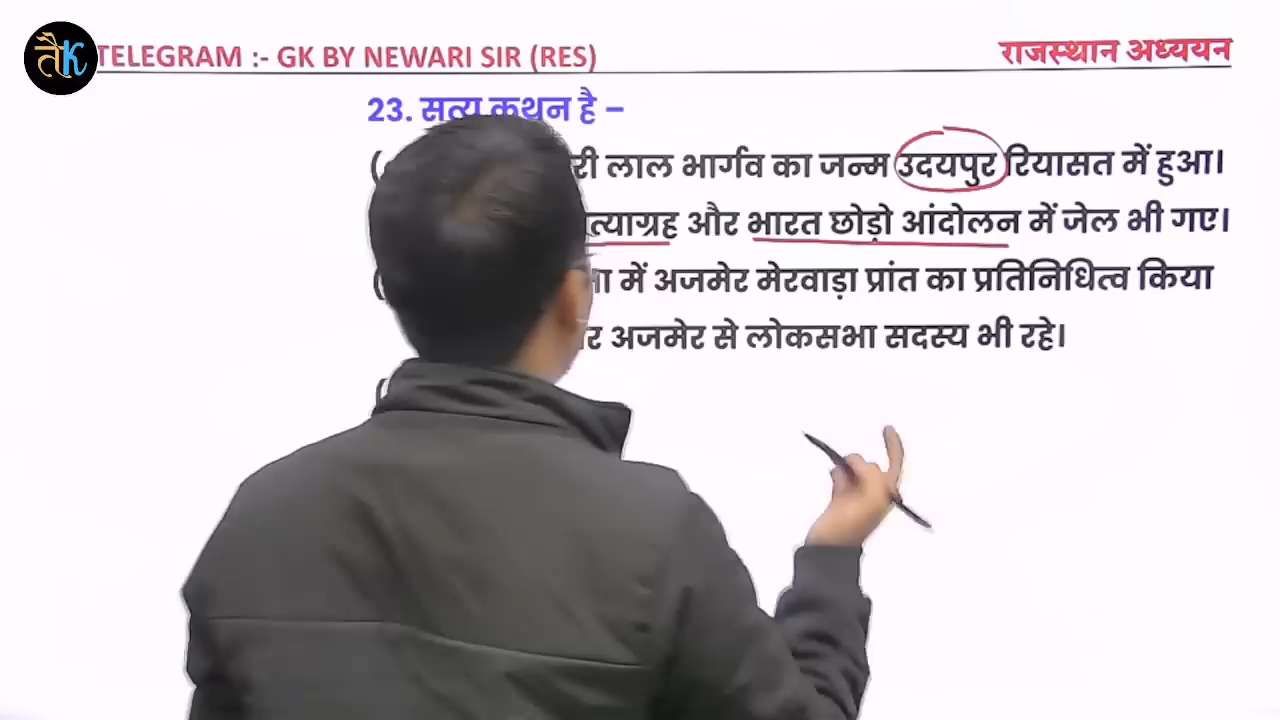 तैK TELEGRAM :- GK BY NEWARI SIR (RES) राजस्थान अध्ययन
23. सत्य कथन है –
लाल भार्गव का जन्म उदयपुर रियासत में हुआ।
और भारत छोड़ो आंदोलन में जेल भी गए।
में अजमेर मेरवाड़ा प्रांत का प्रतिनिधित्व किया
अजमेर से लोकसभा सदस्य भी रहे।